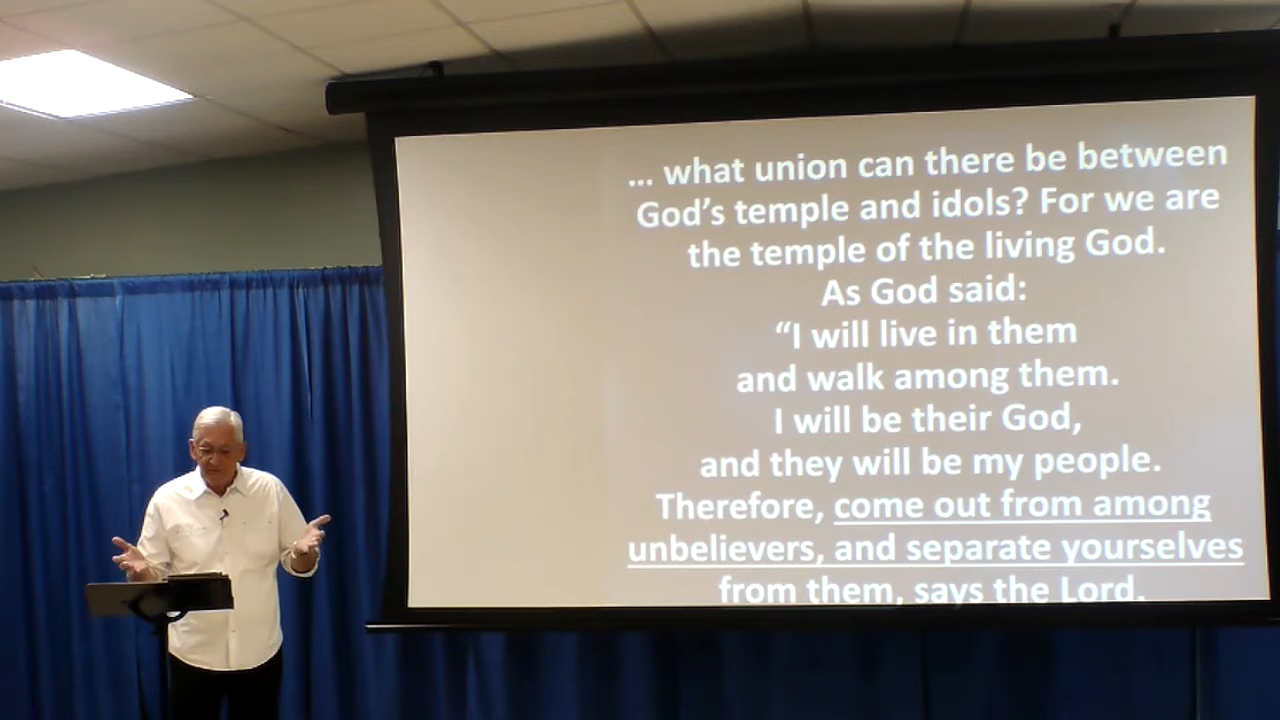 … what union can there be between
God’s temple and idols? For we are
the temple of the living God.
As God said:
“I will live in them
and walk among them.
I will be their God,
and they will be my people.
Therefore, come out from among
unbelievers, and separate yourselves
from them, says the Lord.